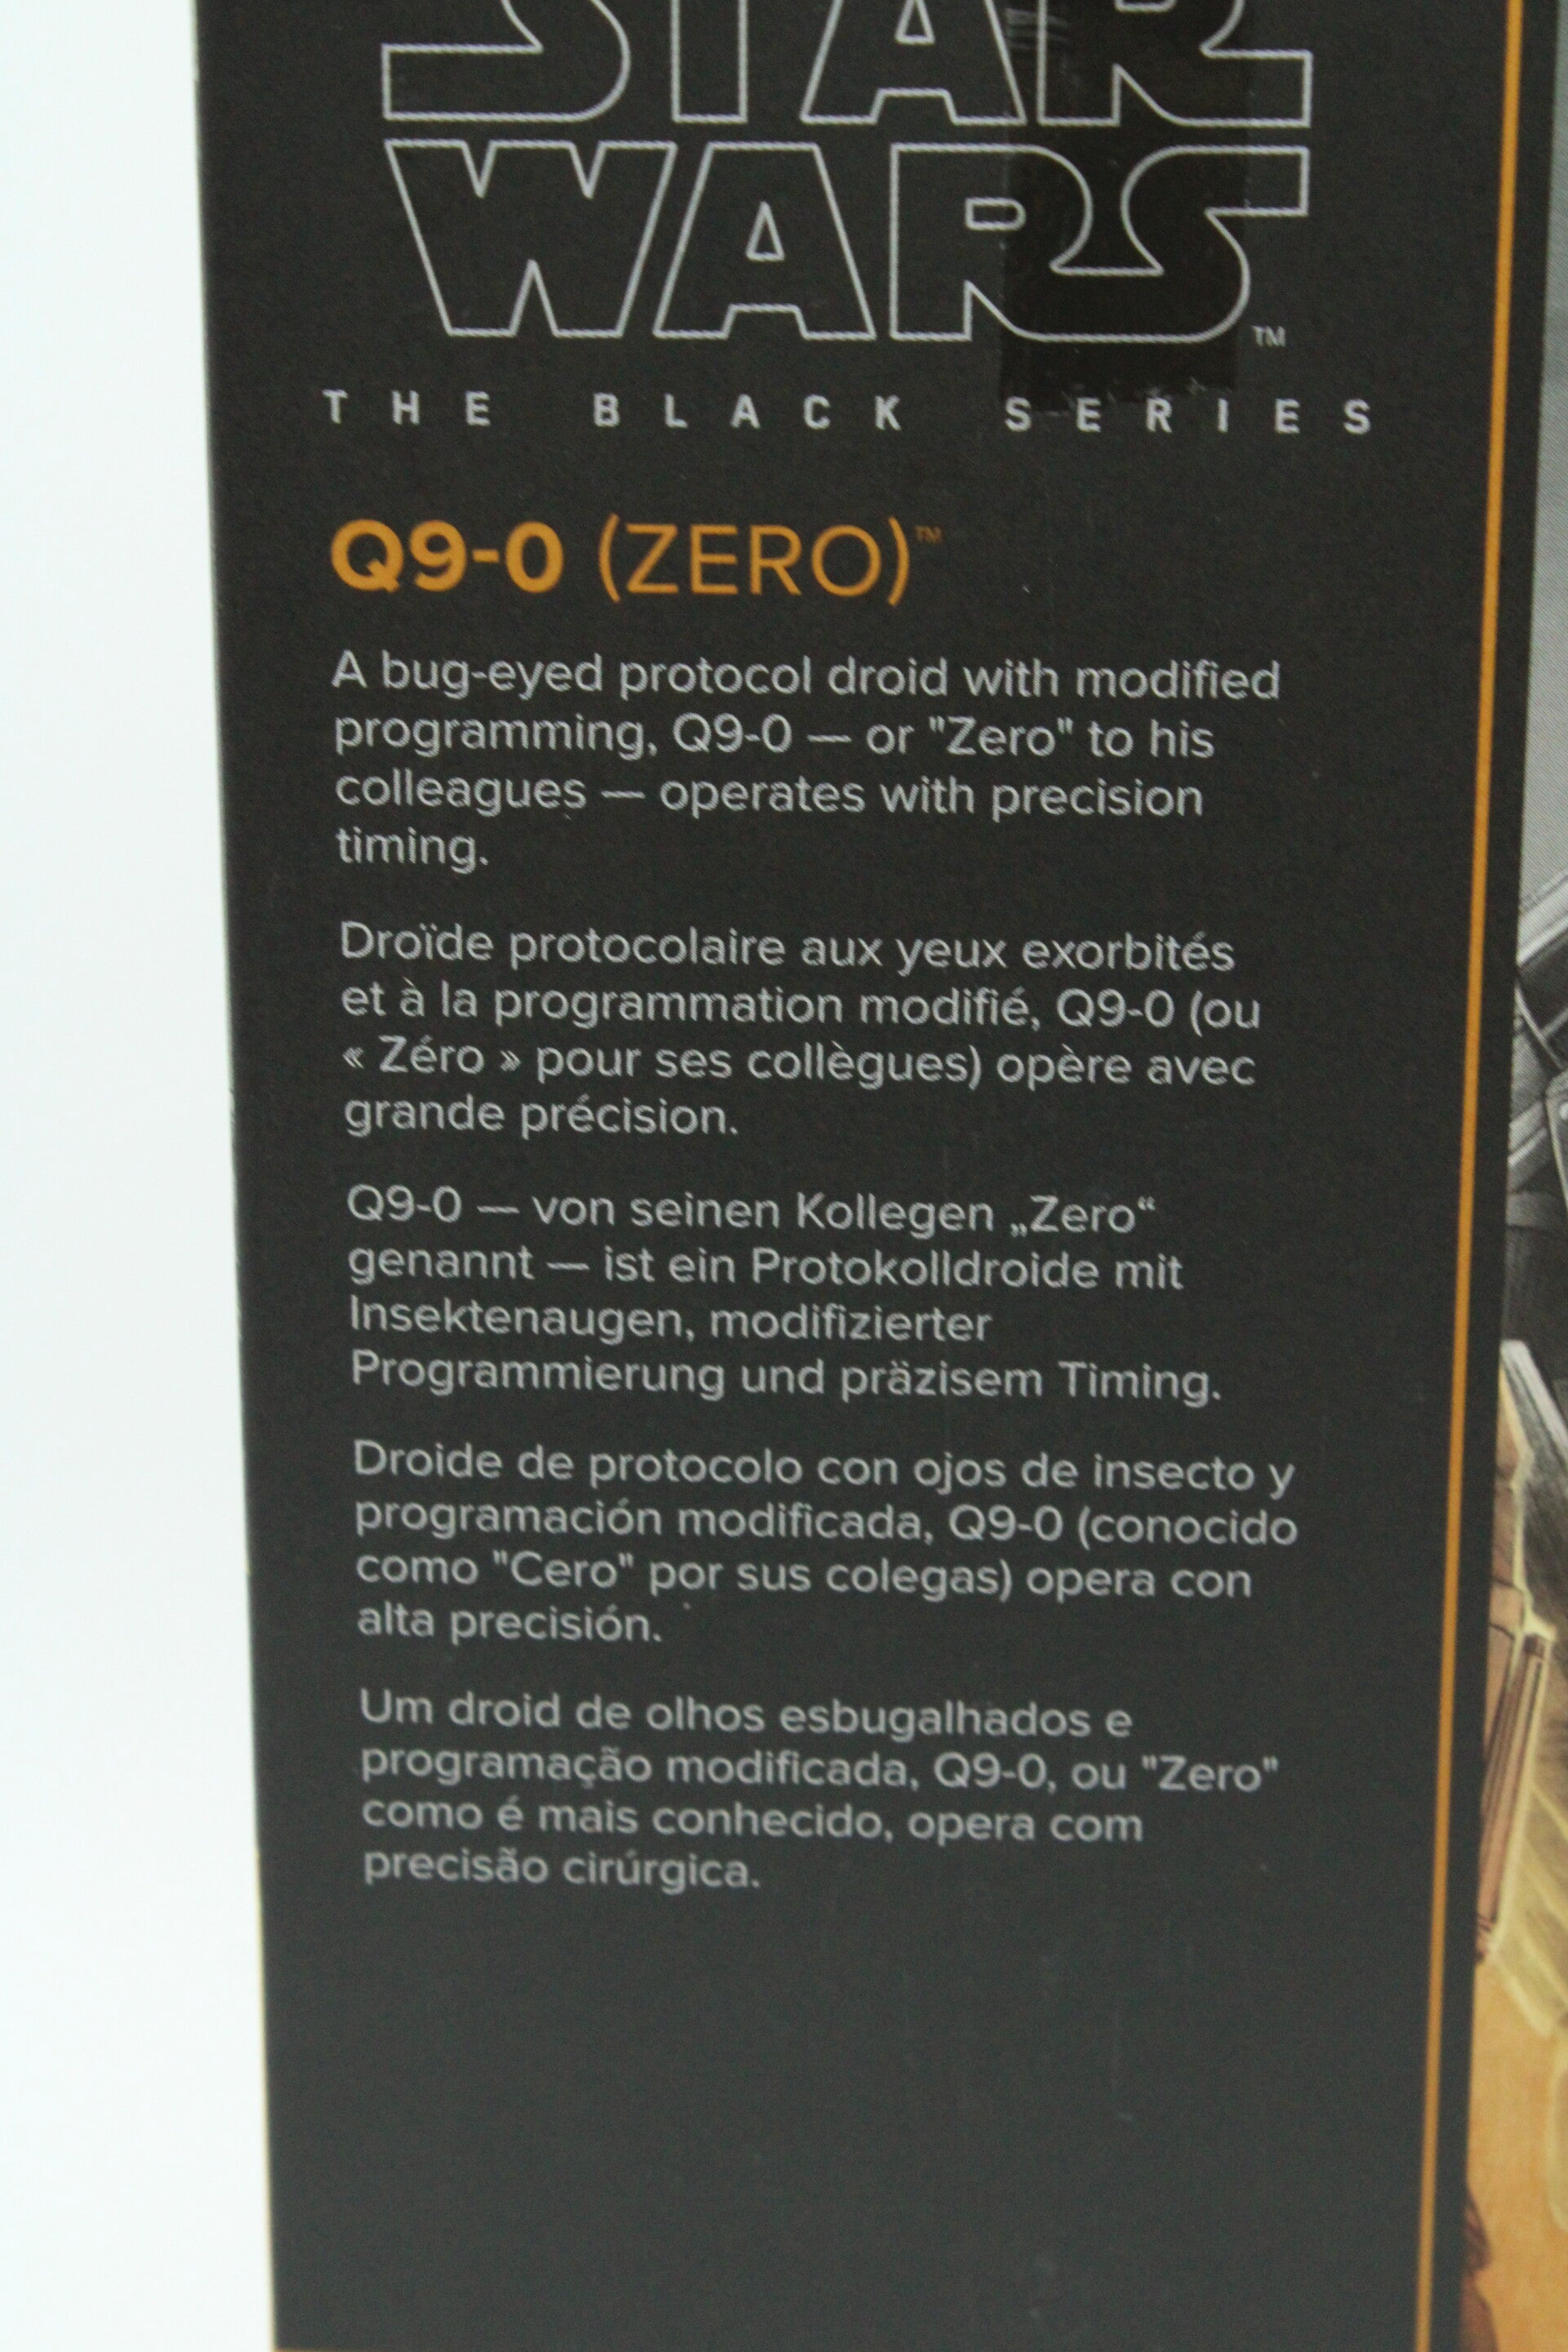 STAR
WARS™
THE BLACK SERIES
Q9-0 (ZERO)™
A bug-eyed protocol droid with modified
programming, Q9-0 — or "Zero" to his
colleagues — operates with precision
timing.
Droïde protocolaire aux yeux exorbités
et à la programmation modifié, Q9-0 (ou
« Zéro » pour ses collègues) opère avec
grande précision.
Q9-0 — von seinen Kollegen „Zero“
genannt — ist ein Protokolldroide mit
Insektenaugen, modifizierter
Programmierung und präzisem Timing.
Droide de protocolo con ojos de insecto y
programación modificada, Q9-0 (conocido
como "Cero" por sus colegas) opera con
alta precisión.
Um droid de olhos esbugalhados e
programação modificada, Q9-0, ou "Zero"
como é mais conhecido, opera com
precisão cirúrgica.